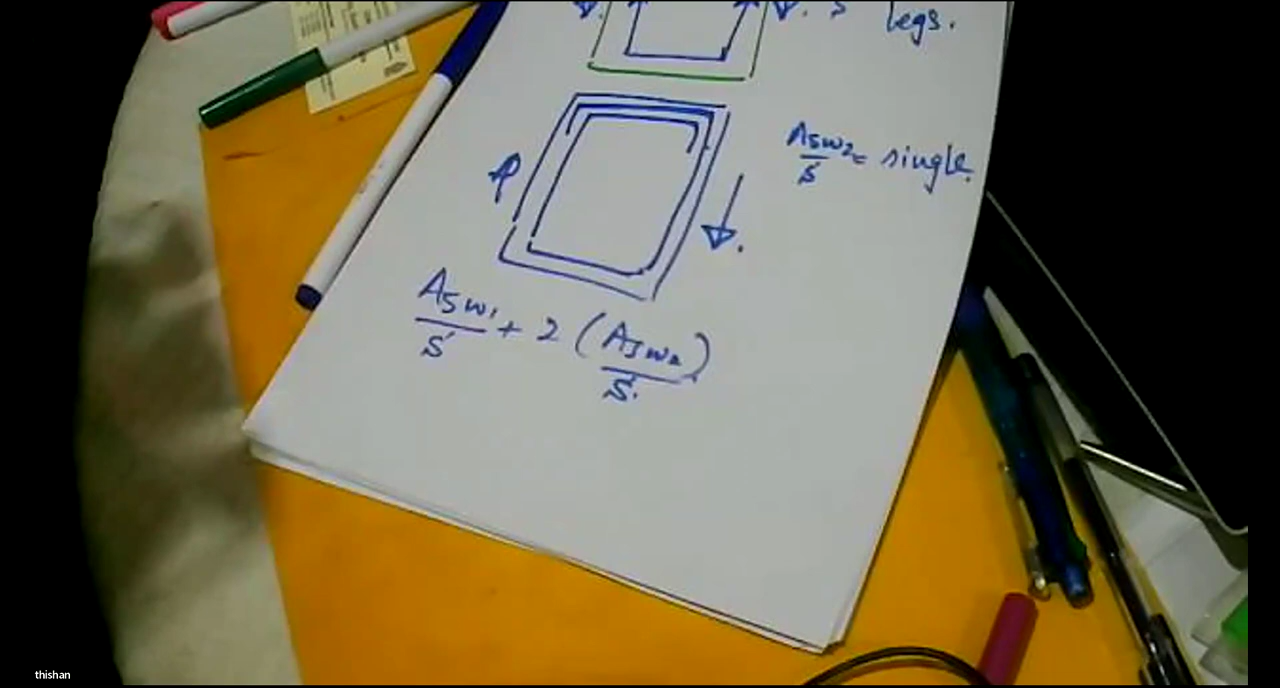 legs.
Asw2/s = single.
Asw1/s + 2 (Asw2/s)
thishan